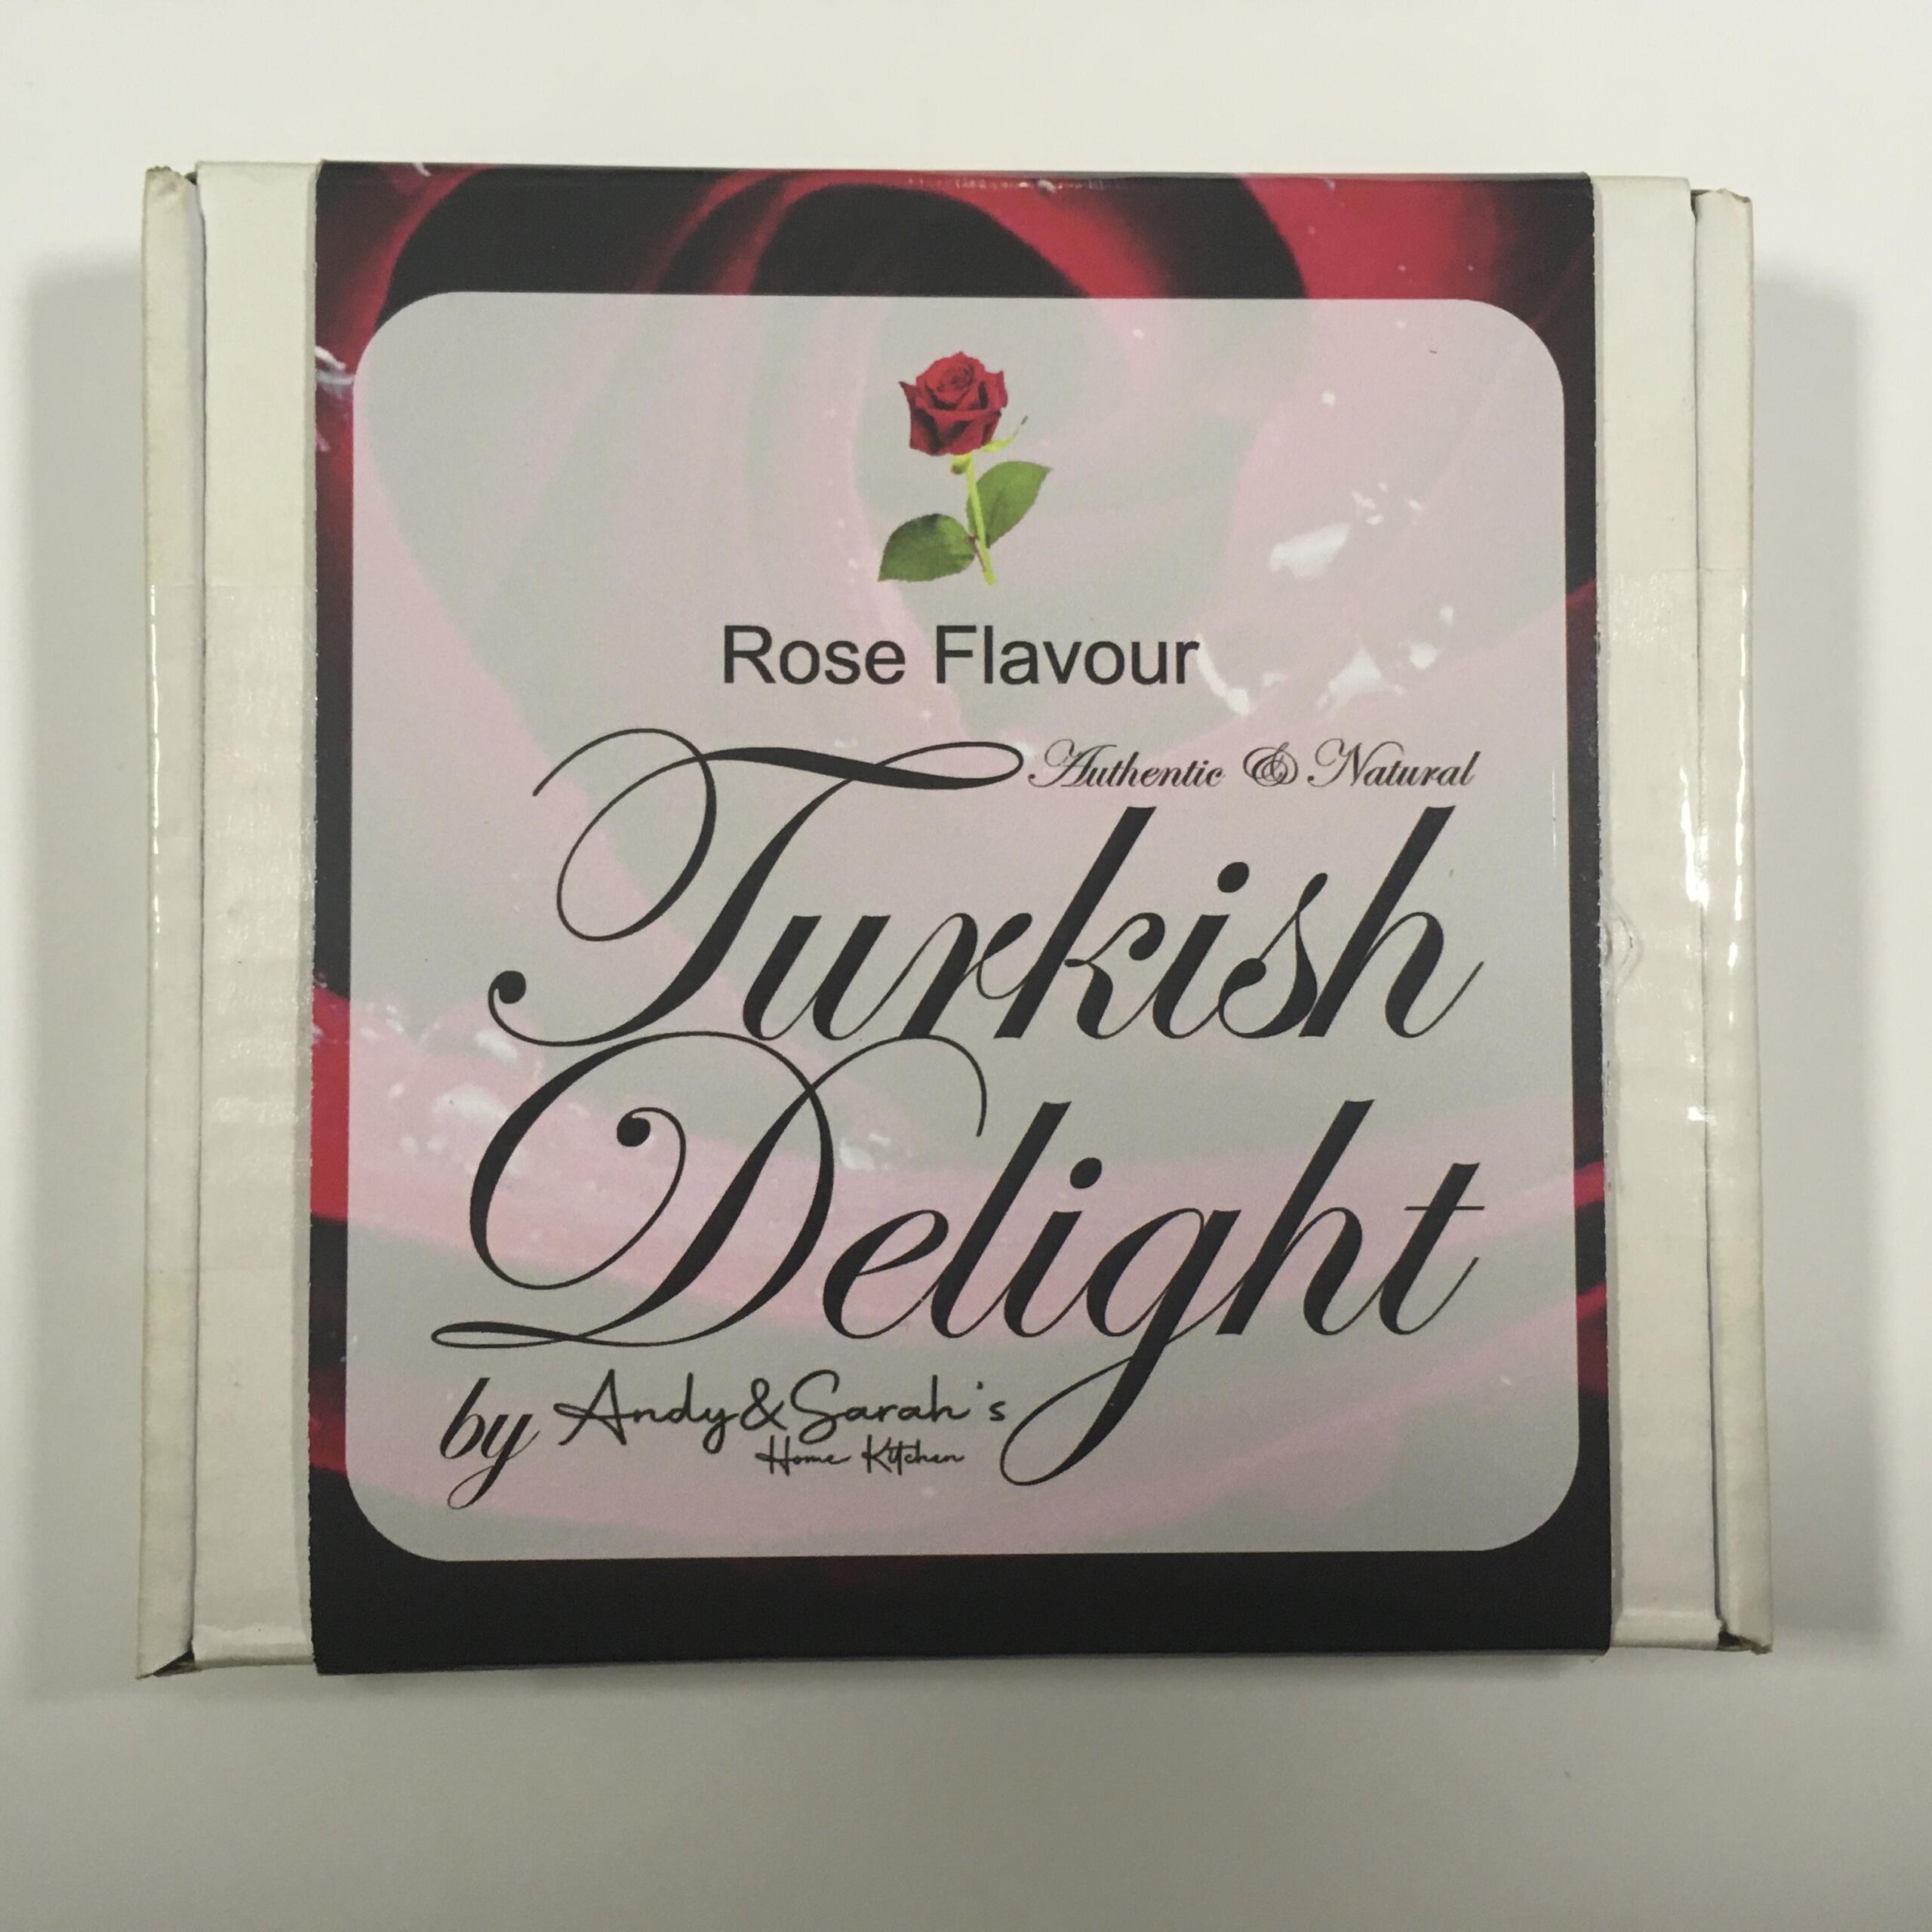 Rose Flavour
Authentic & Natural
Turkish
Delight
by Andy & Sarah's
Home Kitchen